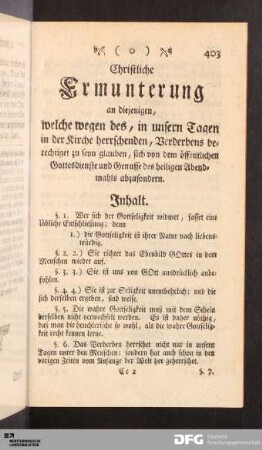 ( 0 ) 403
Christliche
Ermunterung
an diejenigen,
welche wegen des, in unsern Tagen
in der Kirche herrschenden, Verderbens be-
rechtiget zu seyn glauben, sich von dem öffentlichen
Gottesdienste und Genusse des heiligen Abend-
mahls abzusondern.
Inhalt.
§. 1. Wer sich der Gottseligkeit widmet, fasset eine
löbliche Entschliessung: denn
1.) die Gottseligkeit ist ihrer Natur nach liebens-
würdig.
§. 2. 2.) Sie richtet das Ebenbild GOttes in dem
Menschen wieder auf.
§. 3. 3.) Sie ist uns von GOtt ausdrücklich anbe-
fohlen.
§. 4. 4.) Sie ist zur Seligkeit unentbehrlich; und die
sich derselben ergeben, sind weise.
§. 5. Die wahre Gottseligkeit muß mit dem Schein
derselben nicht verwechselt werden. Es ist daher nöthig,
daß man die heuchlerische so wohl, als die wahre Gottselig-
keit recht kennen lerne.
§. 6. Das Verderben herrschet nicht nur in unsern
Tagen unter den Menschen: sondern hat auch schon in den
vorigen Zeiten vom Anfange der Welt her geherrschet.
Cc 2 §. 7.
DFG Deutsche
Forschungsgemeinschaft